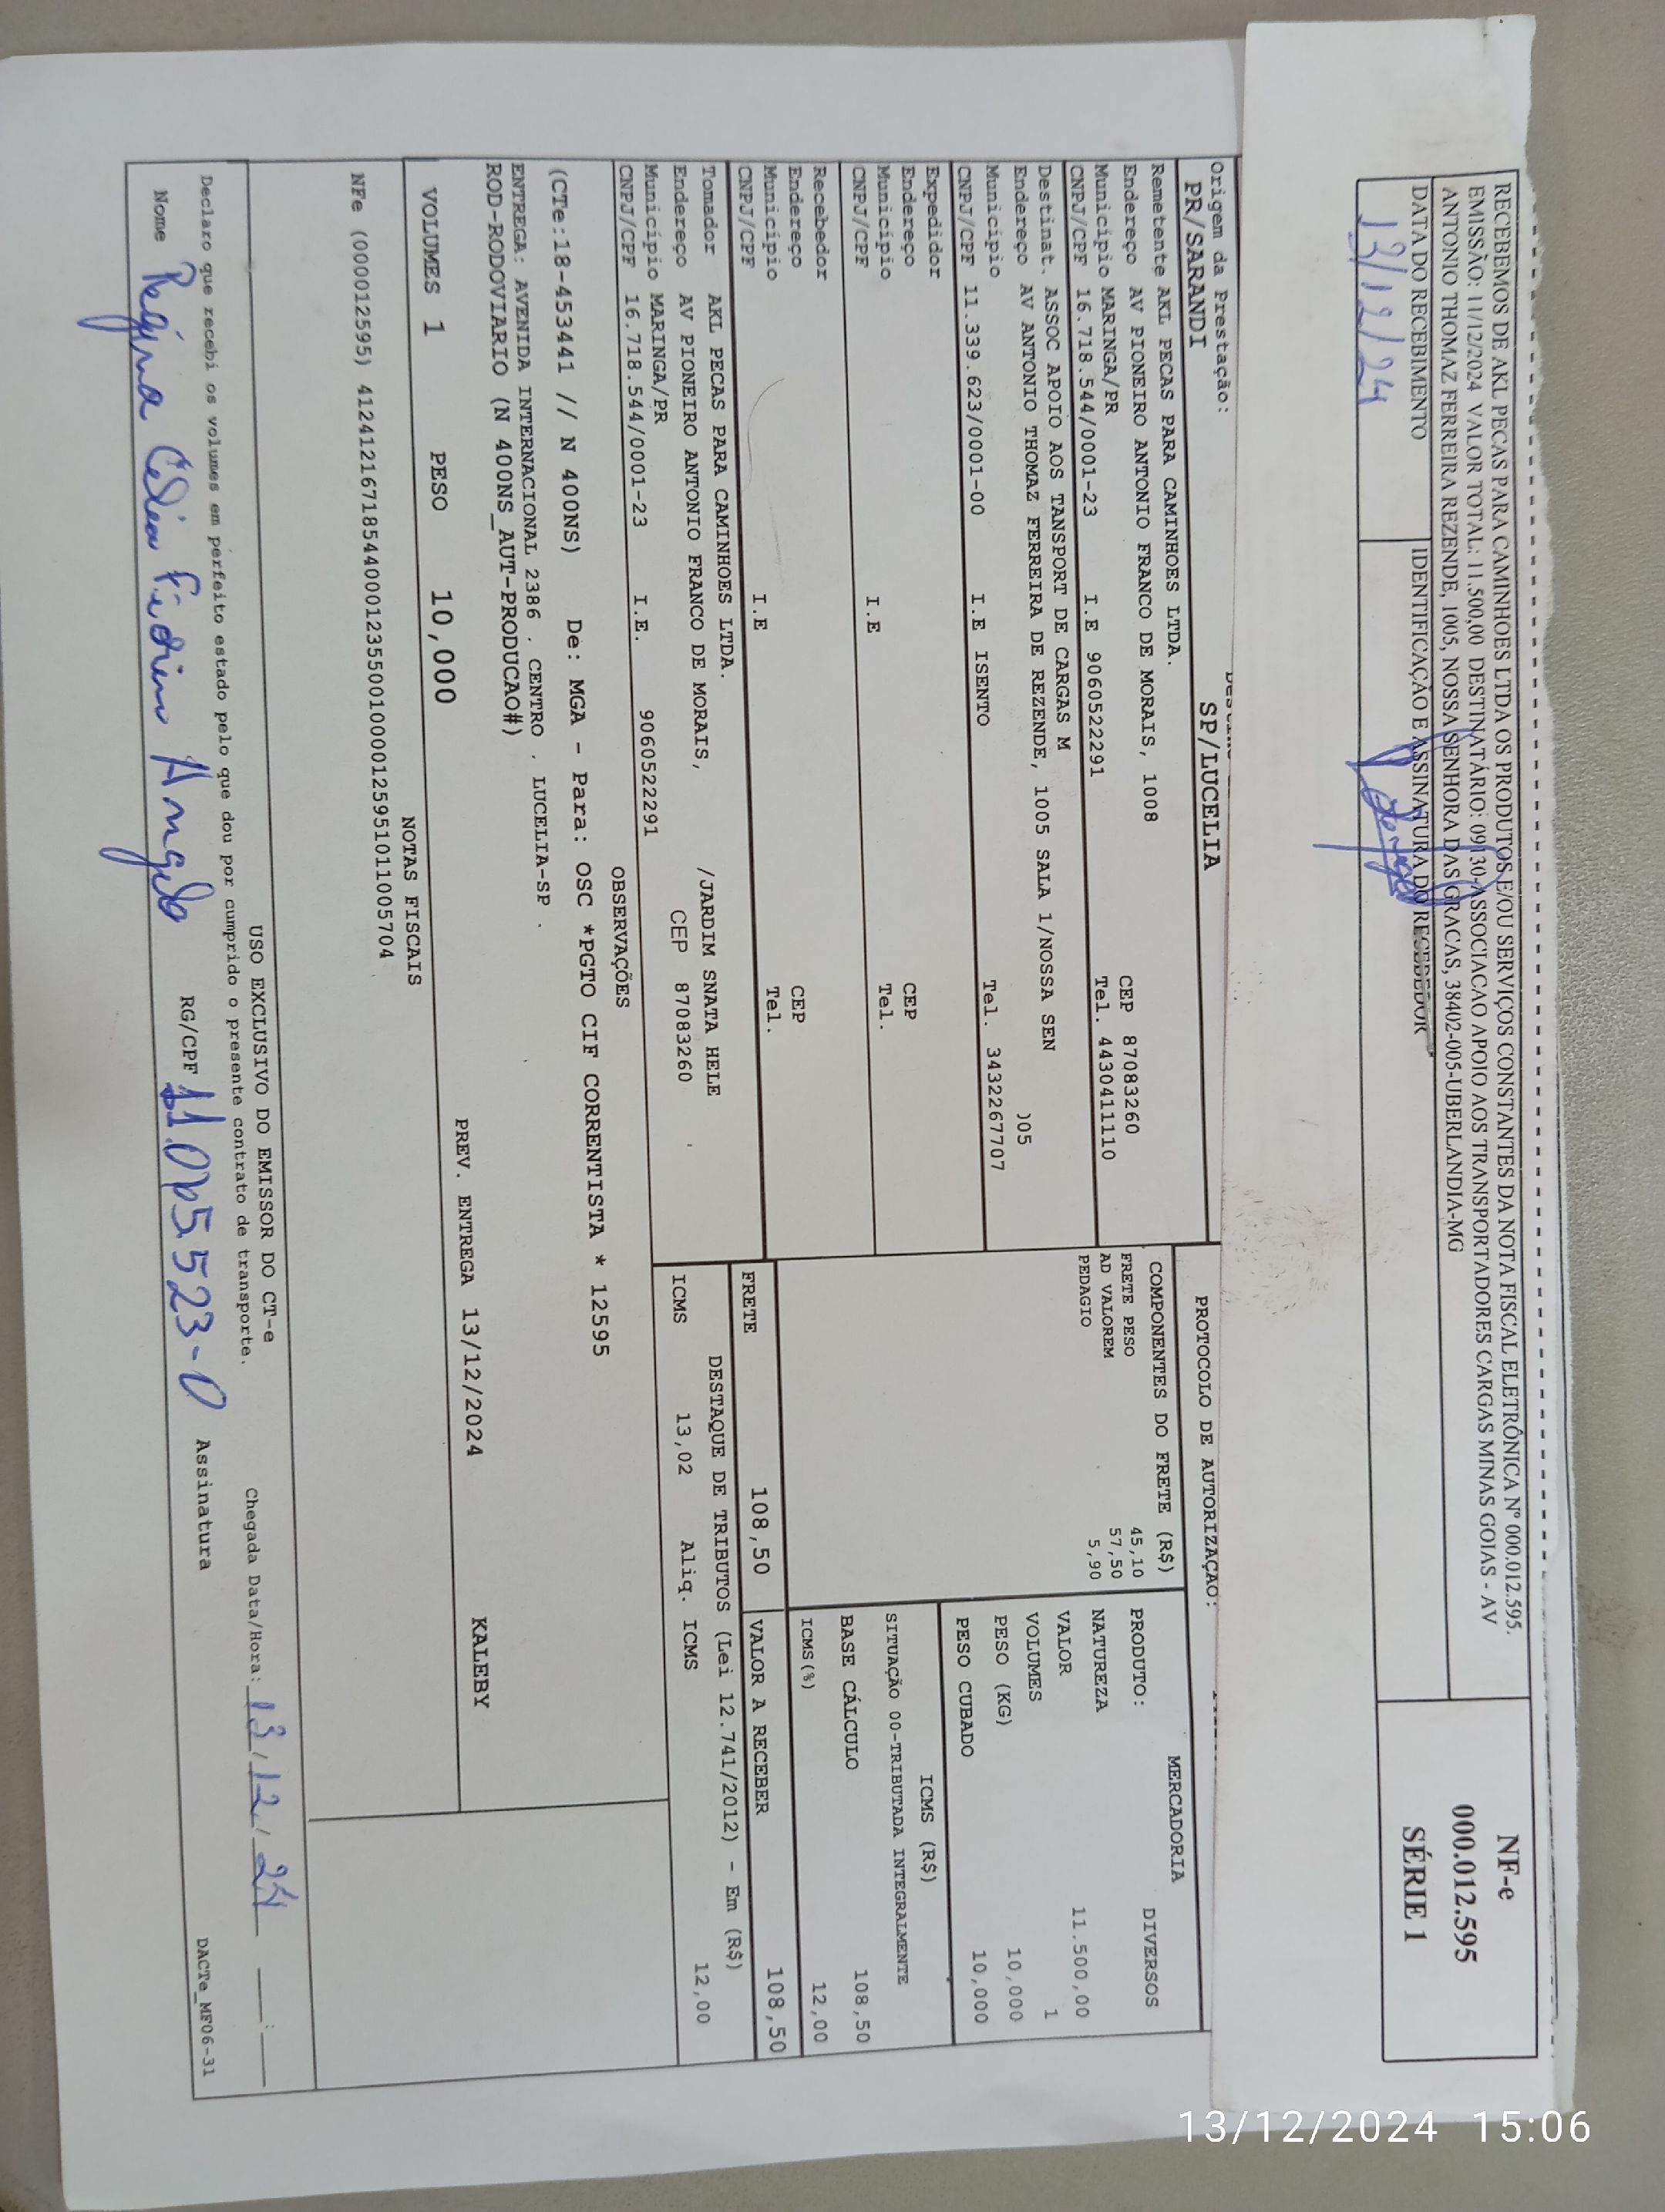 RECEBEMOS DE AKL PECAS PARA CAMINHOES LTDA OS PRODUTOS E/OU SERVIÇOS CONSTANTES DA NOTA FISCAL ELETRÔNICA Nº 000.012.595.
EMISSÃO: 11/12/2024 VALOR TOTAL: 11.500,00 DESTINATÁRIO: 09130-ASSOCIACAO APOIO AOS TRANSPORTADORES CARGAS MINAS GOIAS - AV
ANTONIO THOMAZ FERREIRA REZENDE, 1005, NOSSA SENHORA DAS GRACAS, 38402-005-UBERLANDIA-MG
DATA DO RECEBIMENTO
IDENTIFICAÇÃO E ASSINATURA DO RECEBEDOR
13/12/24
NF-e
000.012.595
SÉRIE 1
Origem da Prestação:
PR/SARANDI
SP/LUCELIA
PROTOCOLO DE AUTORIZAÇAO:
Remetente AKL PECAS PARA CAMINHOES LTDA.
Endereço AV PIONEIRO ANTONIO FRANCO DE MORAIS, 1008
Município MARINGA/PR CEP 87083260
CNPJ/CPF 16.718.544/0001-23 I.E 9060522291 Tel. 4430411110
Destinat. ASSOC APOIO AOS TANSPORT DE CARGAS M
Endereço AV ANTONIO THOMAZ FERREIRA DE REZENDE, 1005 SALA 1/NOSSA SEN
Município )05
CNPJ/CPF 11.339.623/0001-00 I.E ISENTO Tel. 3432267707
Expedidor
Endereço
Município CEP
CNPJ/CPF I.E Tel.
Recebedor
Endereço
Município CEP
CNPJ/CPF I.E Tel.
Tomador AKL PECAS PARA CAMINHOES LTDA.
Endereço AV PIONEIRO ANTONIO FRANCO DE MORAIS, /JARDIM SNATA HELE
Município MARINGA/PR CEP 87083260
CNPJ/CPF 16.718.544/0001-23 I.E. 9060522291
COMPONENTES DO FRETE (R$)
FRETE PESO 45,10
AD VALOREM 57,50
PEDAGIO 5,90
MERCADORIA
PRODUTO: DIVERSOS
NATUREZA
VALOR 11.500,00
VOLUMES 1
PESO (KG) 10,000
PESO CUBADO 10,000
ICMS (R$)
SITUAÇÃO 00-TRIBUTADA INTEGRALMENTE
BASE CÁLCULO 108,50
ICMS(%) 12,00
FRETE 108,50
VALOR A RECEBER 108,50
DESTAQUE DE TRIBUTOS (Lei 12.741/2012) - Em (R$)
ICMS 13,02 Aliq. ICMS 12,00
OBSERVAÇÕES
(CTe:18-453441 // N 400NS) De: MGA - Para: OSC *PGTO CIF CORRENTISTA * 12595
ENTREGA: AVENIDA INTERNACIONAL 2386 . CENTRO . LUCELIA-SP .
ROD-RODOVIARIO (N 400NS_AUT-PRODUCAO#)
VOLUMES 1 PESO 10,000 PREV. ENTREGA 13/12/2024 KALEBY
NOTAS FISCAIS
NFe (000012595) 41241216718544000123550010000125951011005704
USO EXCLUSIVO DO EMISSOR DO CT-e
Declaro que recebi os volumes em perfeito estado pelo que dou por cumprido o presente contrato de transporte.
Chegada Data/Hora: 13/12/24 __:__
Nome Regina Célia Angelo RG/CPF Assinatura
DACTe_MF06-31
13/12/2024 15:06